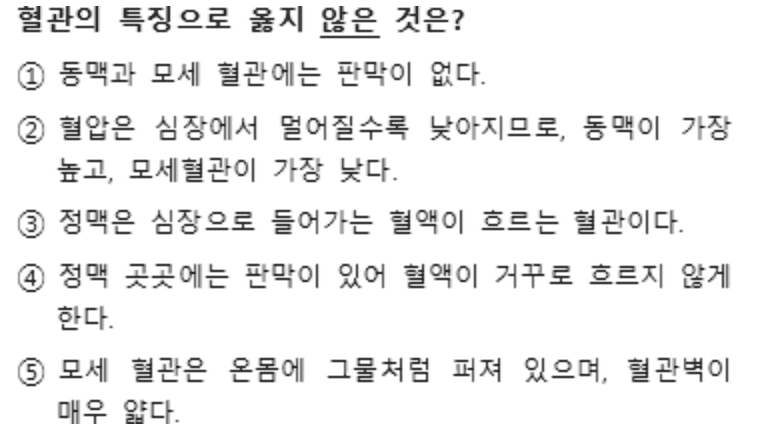 혈관의 특징으로 옳지 않은 것은?
① 동맥과 모세 혈관에는 판막이 없다.
② 혈압은 심장에서 멀어질수록 낮아지므로, 동맥이 가장
높고, 모세혈관이 가장 낮다.
③ 정맥은 심장으로 들어가는 혈액이 흐르는 혈관이다.
④ 정맥 곳곳에는 판막이 있어 혈액이 거꾸로 흐르지 않게
한다.
⑤ 모세 혈관은 온몸에 그물처럼 퍼져 있으며, 혈관벽이
매우 얇다.